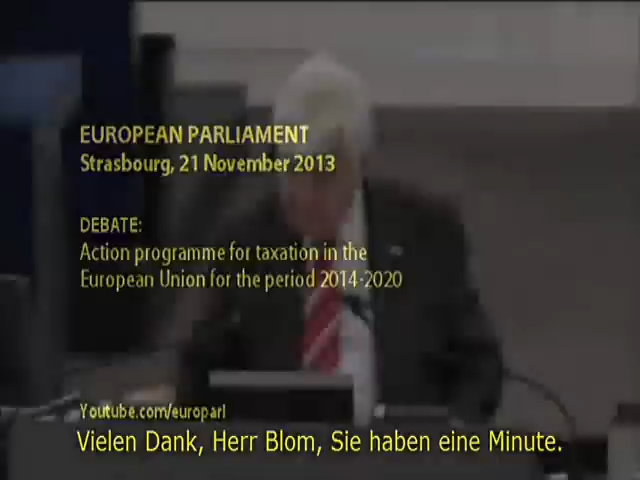 EUROPEAN PARLIAMENT
Strasbourg, 21 November 2013
DEBATE:
Action programme for taxation in the
European Union for the period 2014-2020
Youtube.com/europarl
Vielen Dank, Herr Blom, Sie haben eine Minute.